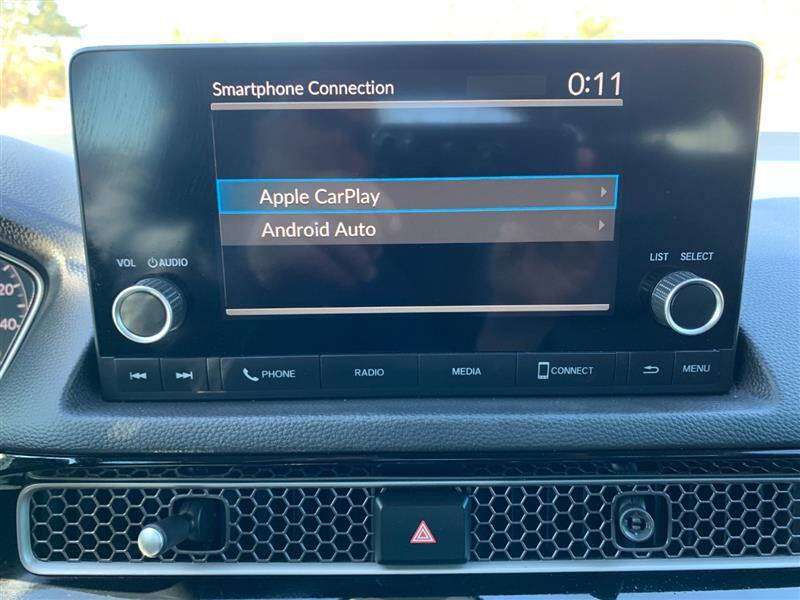 Smartphone Connection 0:11
Apple CarPlay
Android Auto
VOL AUDIO
LIST SELECT
20
40
PHONE RADIO MEDIA CONNECT MENU